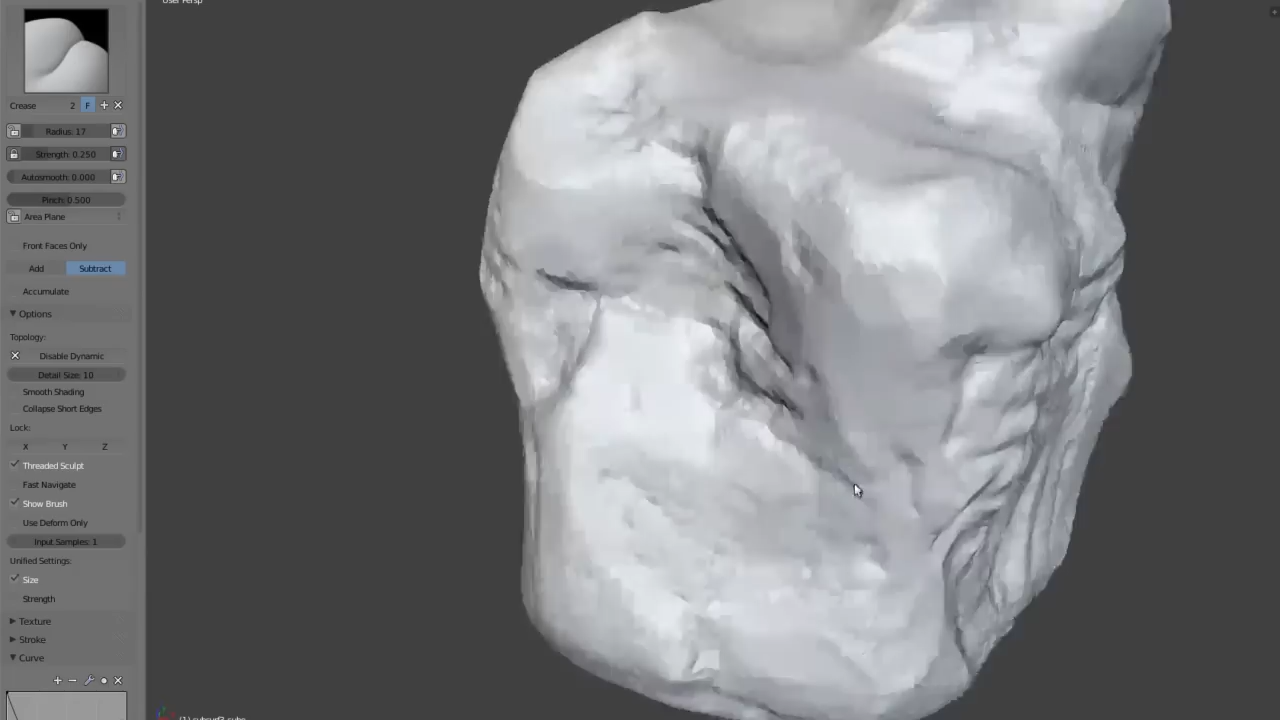 User Persp
Crease 2 F
Radius: 17
Strength: 0.250
Autosmooth: 0.000
Pinch: 0.500
Area Plane
Front Faces Only
Add Subtract
Accumulate
Options
Topology:
Disable Dynamic
Detail Size: 10
Smooth Shading
Collapse Short Edges
Lock:
X Y Z
Threaded Sculpt
Fast Navigate
Show Brush
Use Deform Only
Input Samples: 1
Unified Settings:
Size
Strength
Texture
Stroke
Curve